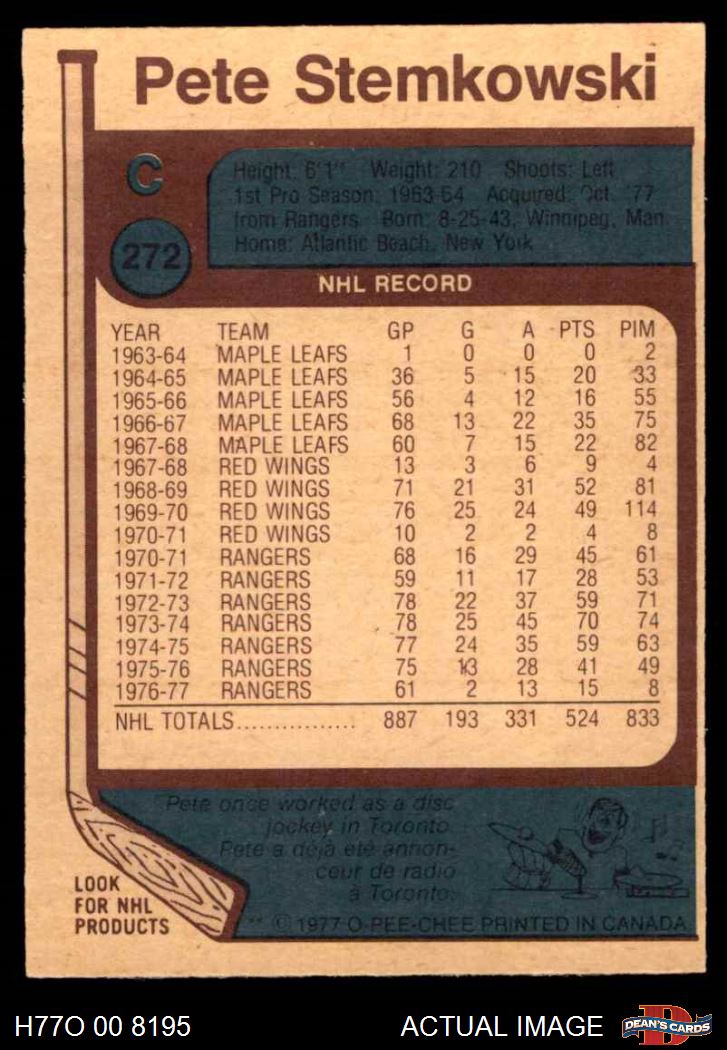 Pete Stemkowski
C
Height: 6'1" Weight: 210 Shoots: Left
1st Pro Season: 1963-64 Acquired: Oct. '77
from Rangers Born: 8-25-43, Winnipeg, Man.
Home: Atlantic Beach, New York
272
NHL RECORD
YEAR TEAM GP G A PTS PIM
1963-64 MAPLE LEAFS 1 0 0 0 2
1964-65 MAPLE LEAFS 36 5 15 20 33
1965-66 MAPLE LEAFS 56 4 12 16 55
1966-67 MAPLE LEAFS 68 13 22 35 75
1967-68 MAPLE LEAFS 60 7 15 22 82
1967-68 RED WINGS 13 3 6 9 4
1968-69 RED WINGS 71 21 31 52 81
1969-70 RED WINGS 76 25 24 49 114
1970-71 RED WINGS 10 2 2 4 8
1970-71 RANGERS 68 16 29 45 61
1971-72 RANGERS 59 11 17 28 53
1972-73 RANGERS 78 22 37 59 71
1973-74 RANGERS 78 25 45 70 74
1974-75 RANGERS 77 24 35 59 63
1975-76 RANGERS 75 13 28 41 49
1976-77 RANGERS 61 2 13 15 8
NHL TOTALS................ 887 193 331 524 833
Pete once worked as a disc
jockey in Toronto.
Pete a déjà été annon-
ceur de radio
à Toronto.
LOOK
FOR NHL
PRODUCTS
** © 1977 O-PEE-CHEE PRINTED IN CANADA
H77O 00 8195 ACTUAL IMAGE
D
DEAN'S CARDS